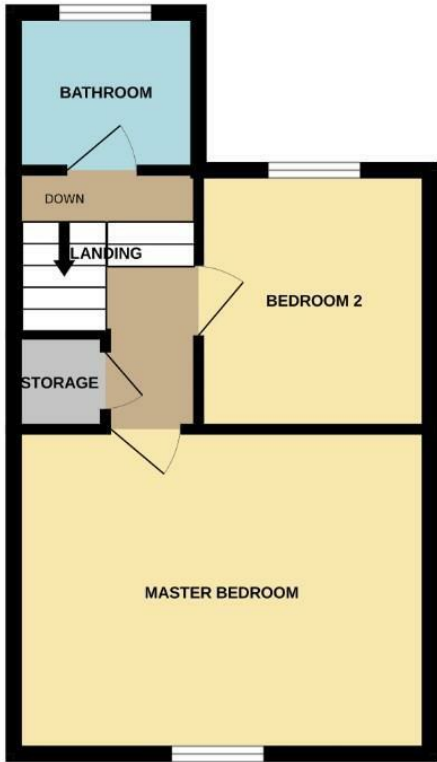 BATHROOM
DOWN
LANDING
BEDROOM 2
STORAGE
MASTER BEDROOM